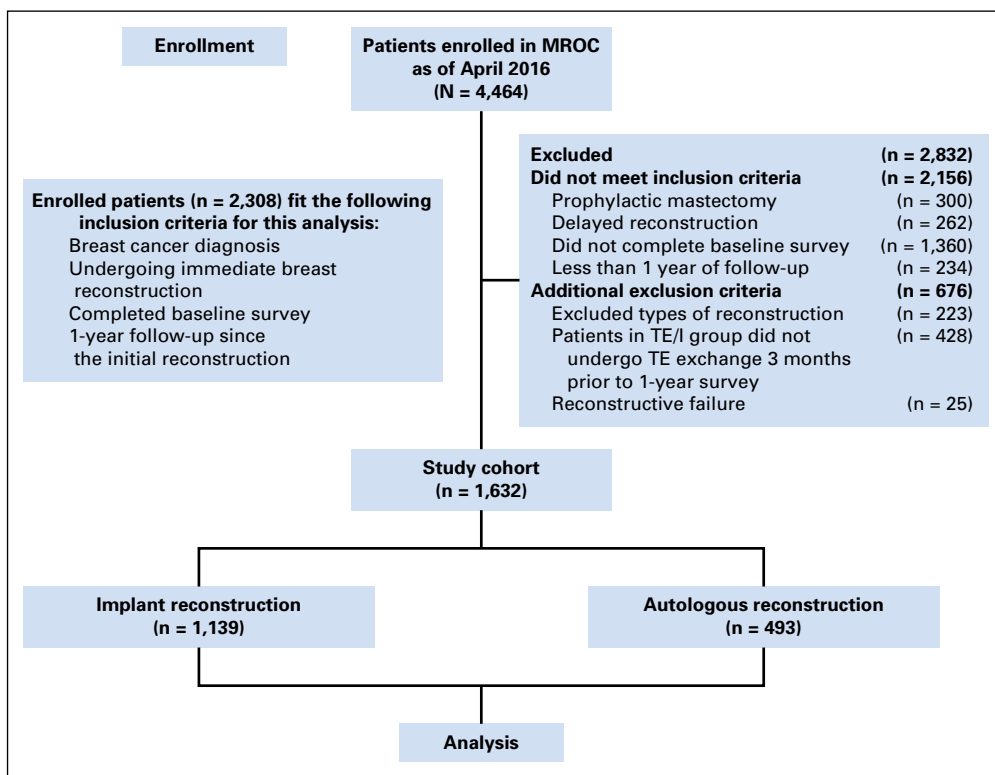 Enrollment
Patients enrolled in MROC
as of April 2016
(N = 4,464)
Enrolled patients (n = 2,308) fit the following
inclusion criteria for this analysis:
Breast cancer diagnosis
Undergoing immediate breast
reconstruction
Completed baseline survey
1-year follow-up since
the initial reconstruction
Excluded (n = 2,832)
Did not meet inclusion criteria (n = 2,156)
Prophylactic mastectomy (n = 300)
Delayed reconstruction (n = 262)
Did not complete baseline survey (n = 1,360)
Less than 1 year of follow-up (n = 234)
Additional exclusion criteria (n = 676)
Excluded types of reconstruction (n = 223)
Patients in TE/I group did not (n = 428)
undergo TE exchange 3 months
prior to 1-year survey
Reconstructive failure (n = 25)
Study cohort
(n = 1,632)
Implant reconstruction
(n = 1,139)
Autologous reconstruction
(n = 493)
Analysis